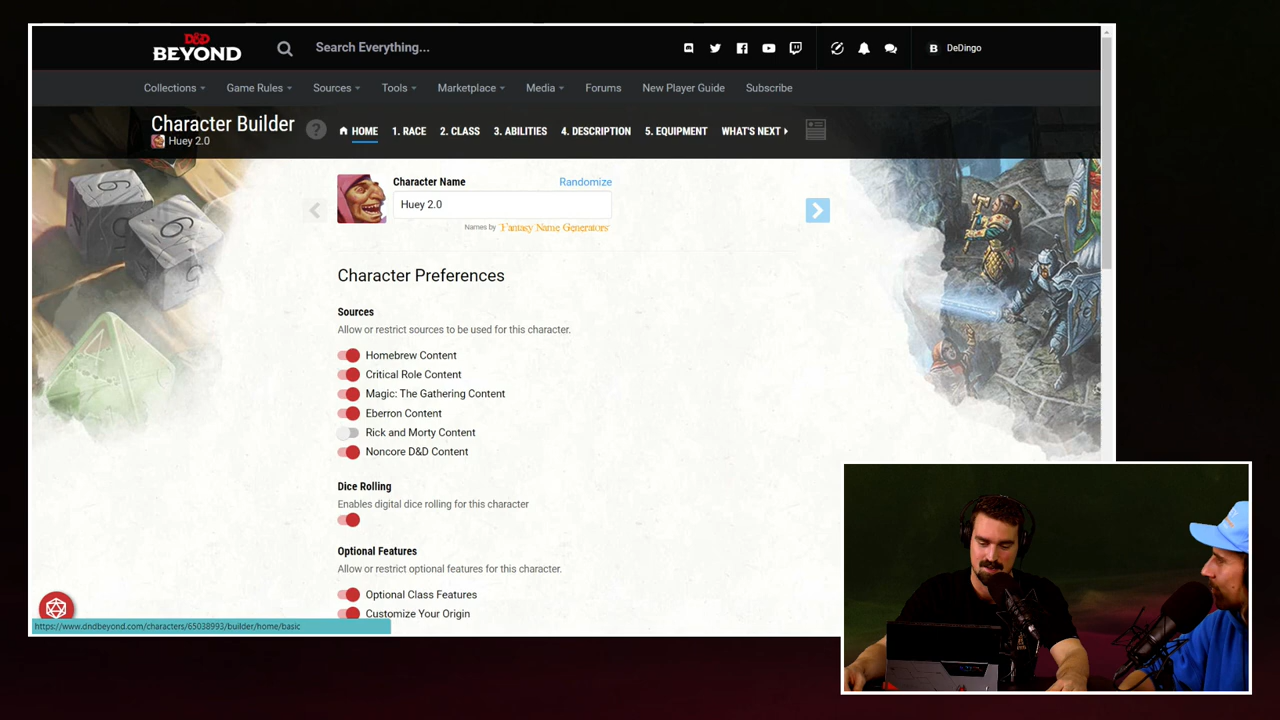 D&D
BEYOND
Search Everything...
B DeDingo
Collections Game Rules Sources Tools Marketplace Media Forums New Player Guide Subscribe
Character Builder
Huey 2.0
?
HOME 1. RACE 2. CLASS 3. ABILITIES 4. DESCRIPTION 5. EQUIPMENT WHAT'S NEXT
Character Name Randomize
Huey 2.0
Names by Fantasy Name Generators
Character Preferences
Sources
Allow or restrict sources to be used for this character.
Homebrew Content
Critical Role Content
Magic: The Gathering Content
Eberron Content
Rick and Morty Content
Noncore D&D Content
Dice Rolling
Enables digital dice rolling for this character
Optional Features
Allow or restrict optional features for this character.
Optional Class Features
Customize Your Origin
https://www.dndbeyond.com/characters/65038993/builder/home/basic